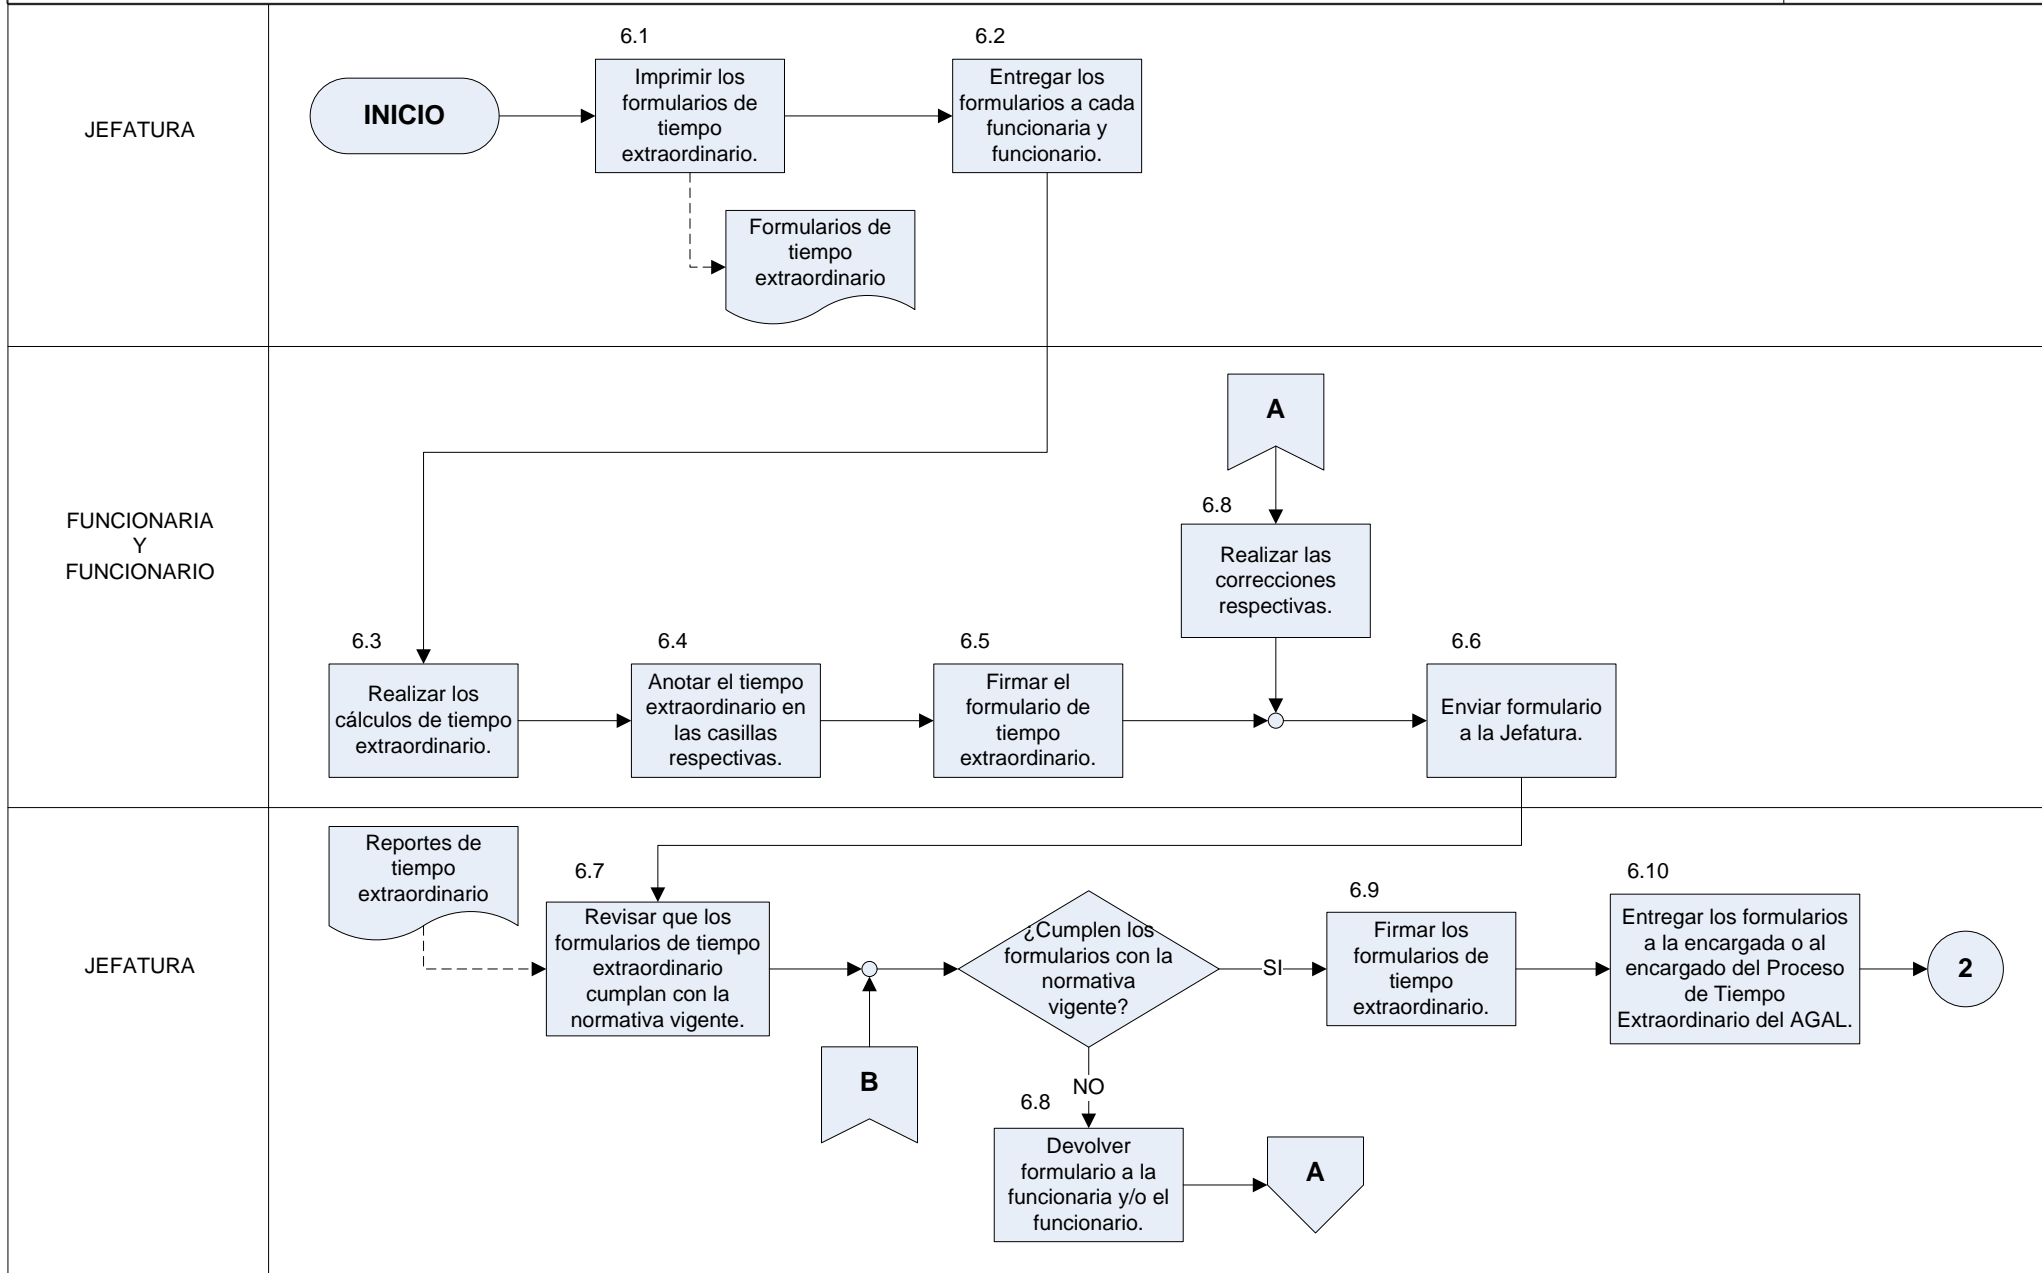 JEFATURA
INICIO
6.1
Imprimir los
formularios de
tiempo
extraordinario.
6.2
Entregar los
formularios a cada
funcionaria y
funcionario.
Formularios de
tiempo
extraordinario
FUNCIONARIA
Y
FUNCIONARIO
A
6.8
Realizar las
correcciones
respectivas.
6.3
Realizar los
cálculos de tiempo
extraordinario.
6.4
Anotar el tiempo
extraordinario en
las casillas
respectivas.
6.5
Firmar el
formulario de
tiempo
extraordinario.
6.6
Enviar formulario
a la Jefatura.
JEFATURA
Reportes de
tiempo
extraordinario
6.7
Revisar que los
formularios de tiempo
extraordinario
cumplan con la
normativa vigente.
B
¿Cumplen los
formularios con la
normativa
vigente?
SI
6.9
Firmar los
formularios de
tiempo
extraordinario.
6.10
Entregar los formularios
a la encargada o al
encargado del Proceso
de Tiempo
Extraordinario del AGAL.
2
NO
6.8
Devolver
formulario a la
funcionaria y/o el
funcionario.
A